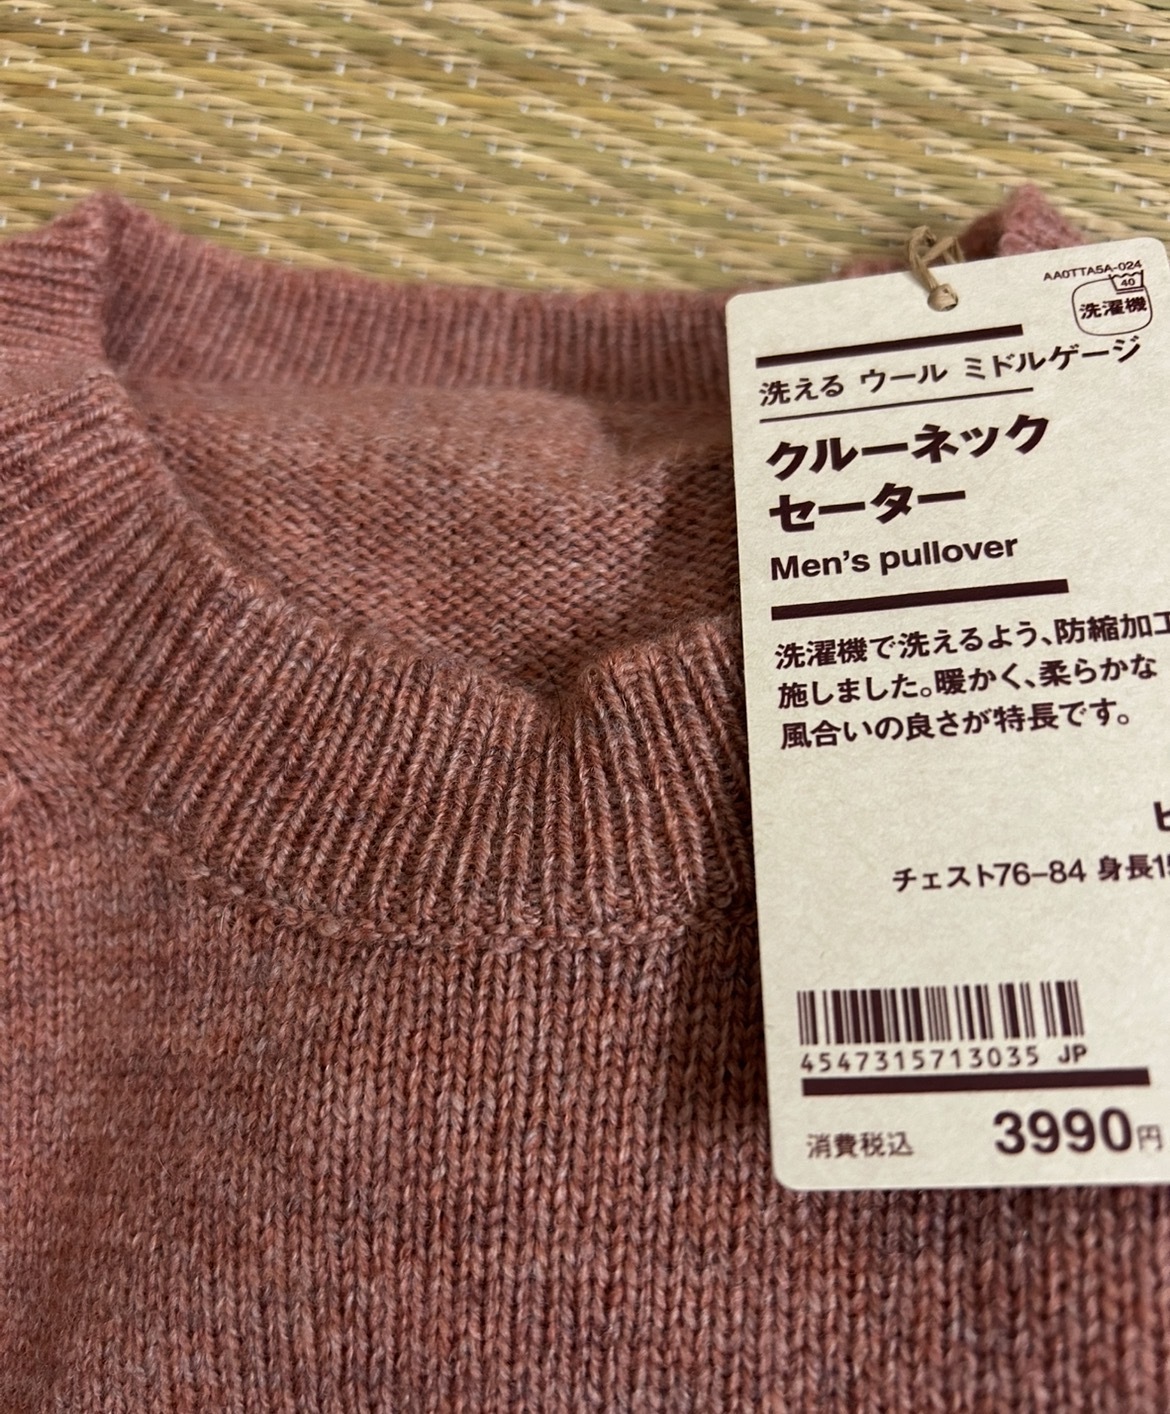 AA0TTA5A-024
40
洗濯機
洗える ウール ミドルゲージ
クルーネック
セーター
Men's pullover
洗濯機で洗えるよう、防縮加工
施しました。暖かく、柔らかな
風合いの良さが特長です。
チェスト76–84 身長15
4547315713035 JP
消費税込 3990円